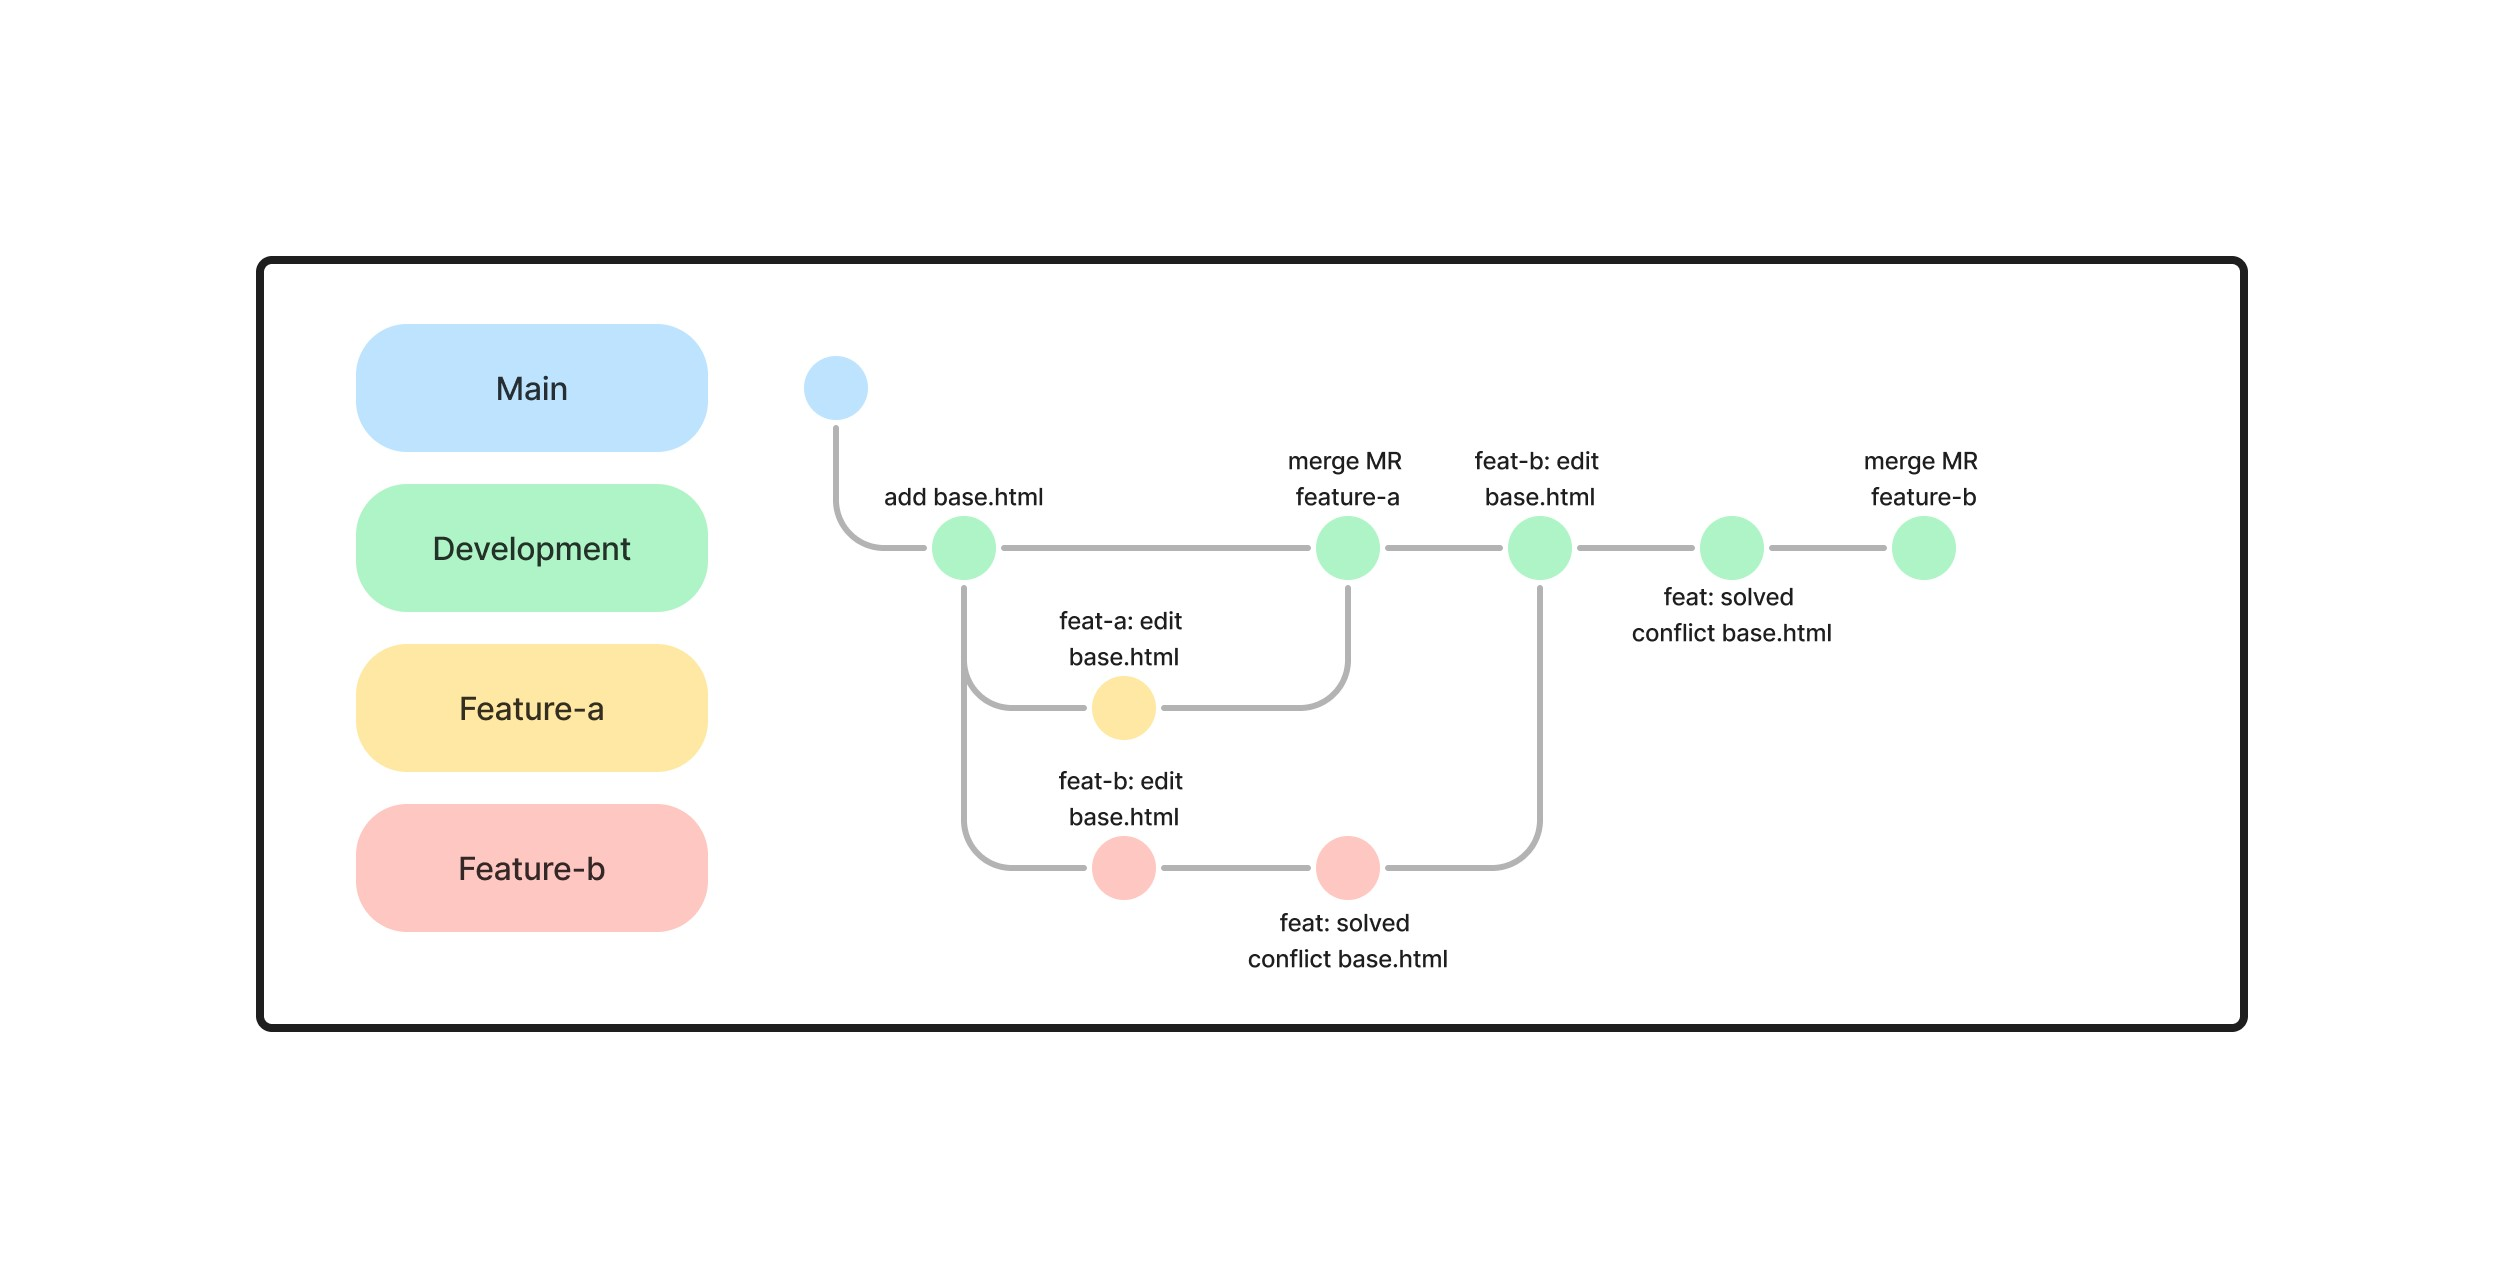 Main
merge MR
feature-a
feat-b: edit
base.html
merge MR
feature-b
add base.html
Development
feat: solved
conflict base.html
feat-a: edit
base.html
Feature-a
feat-b: edit
base.html
Feature-b
feat: solved
conflict base.html